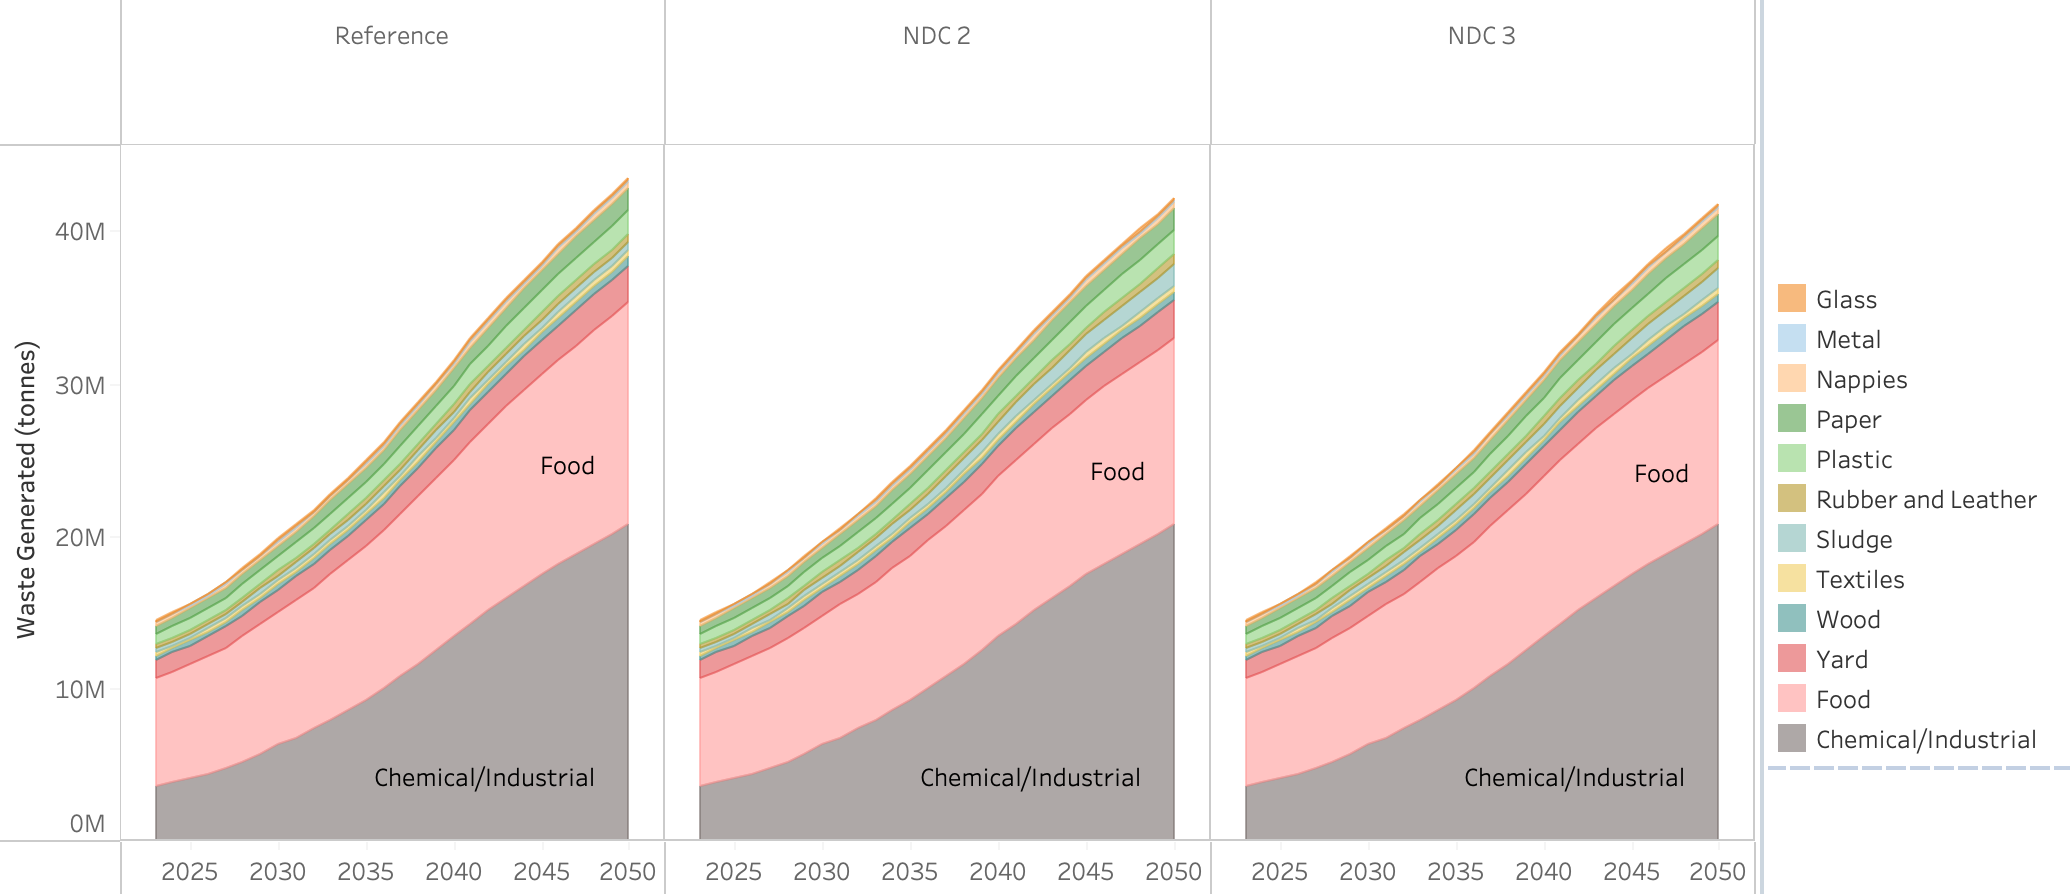 Reference
NDC 2
NDC 3
Waste Generated (tonnes)
40M
30M
20M
10M
0M
Food
Chemical/Industrial
Food
Chemical/Industrial
Food
Chemical/Industrial
2025 2030 2035 2040 2045 2050
2025 2030 2035 2040 2045 2050
2025 2030 2035 2040 2045 2050
Glass
Metal
Nappies
Paper
Plastic
Rubber and Leather
Sludge
Textiles
Wood
Yard
Food
Chemical/Industrial